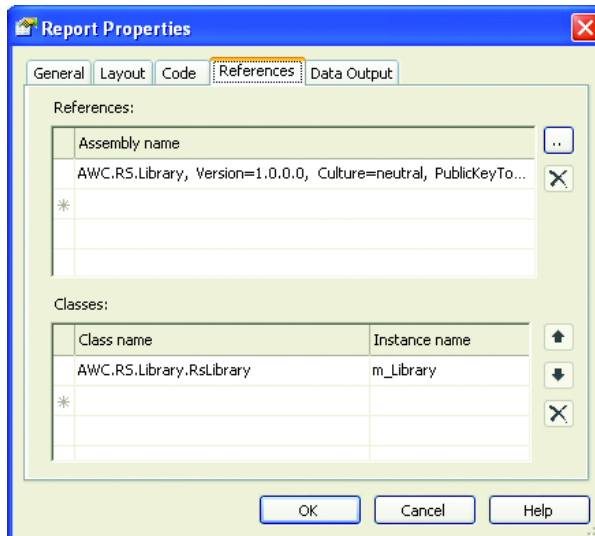 Report Properties
General Layout Code References Data Output
References:
Assembly name
..
AWC.RS.Library, Version=1.0.0.0, Culture=neutral, PublicKeyTo...
Classes:
Class name Instance name
AWC.RS.Library.RsLibrary m_Library
OK Cancel Help